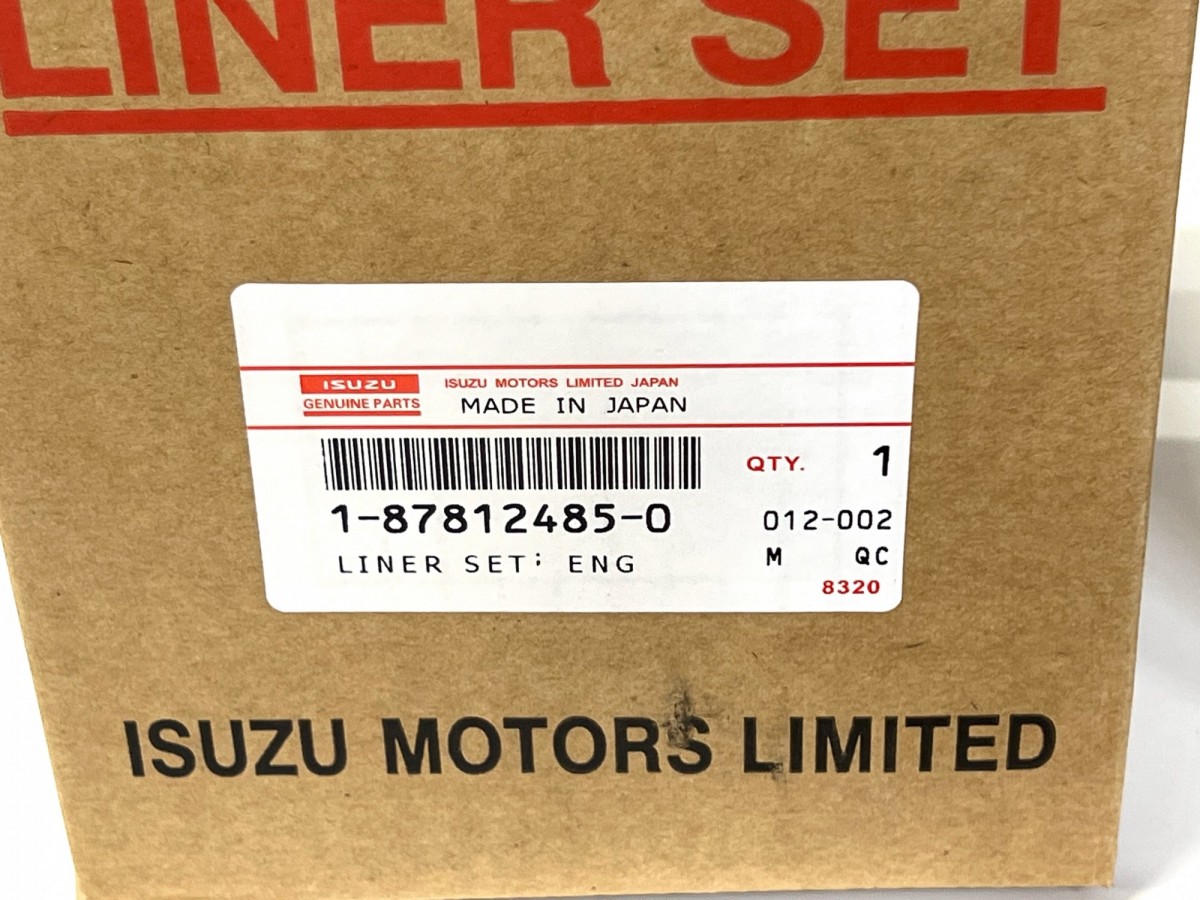 LINER SET
ISUZU
GENUINE PARTS
ISUZU MOTORS LIMITED JAPAN
MADE IN JAPAN
QTY. 1
1-87812485-0
012-002
LINER SET; ENG
M QC
8320
ISUZU MOTORS LIMITED